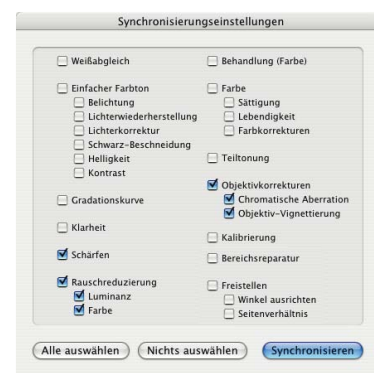 Synchronisierungseinstellungen
Weißabgleich
Einfacher Farbton
Belichtung
Lichterwiederherstellung
Lichterkorrektur
Schwarz-Beschneidung
Helligkeit
Kontrast
Gradationskurve
Klarheit
Schärfen
Rauschreduzierung
Luminanz
Farbe
Behandlung (Farbe)
Farbe
Sättigung
Lebendigkeit
Farbkorrekturen
Teiltonung
Objektivkorrekturen
Chromatische Aberration
Objektiv-Vignettierung
Kalibrierung
Bereichsreparatur
Freistellen
Winkel ausrichten
Seitenverhältnis
Alle auswählen
Nichts auswählen
Synchronisieren